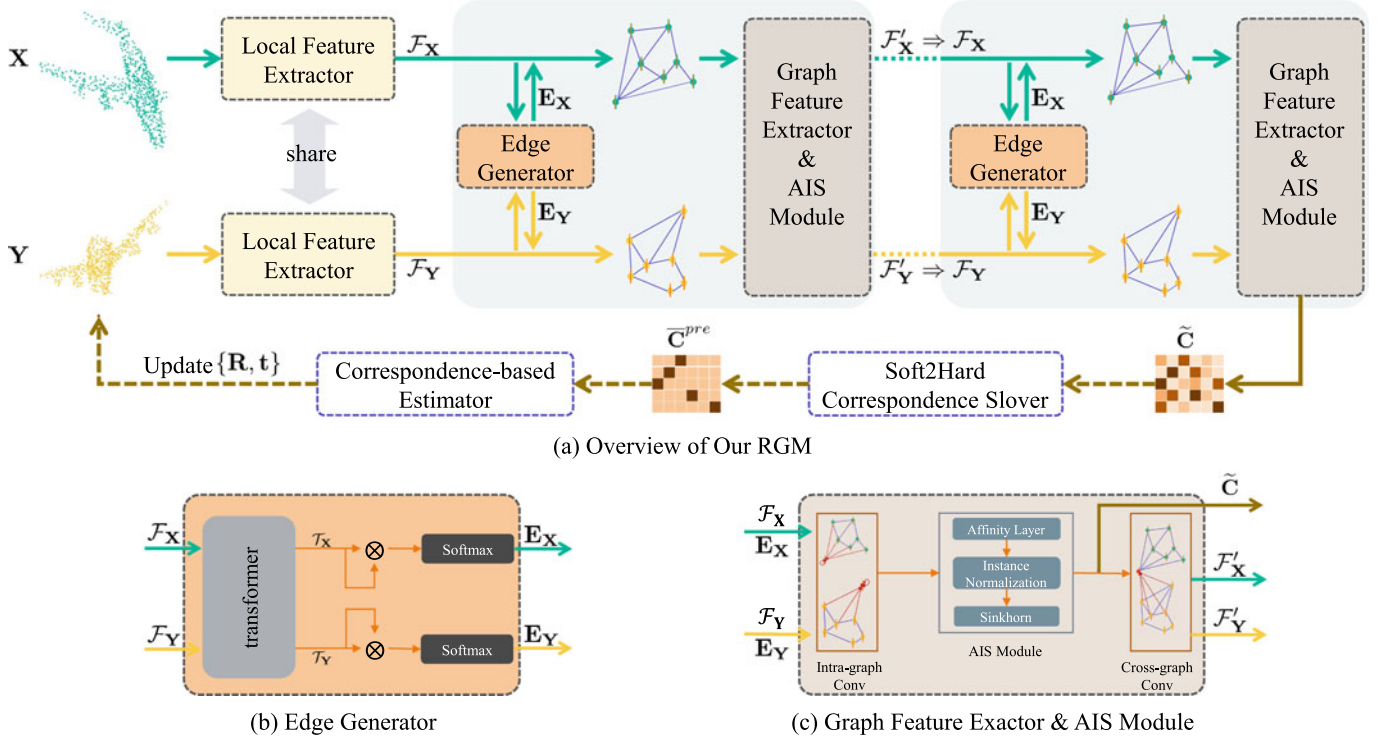 X
Local Feature
Extractor
𝓕_X
E_X
Graph
Feature
Extractor
&
AIS
Module
𝓕′_X ⇒ 𝓕_X
E_X
Graph
Feature
Extractor
&
AIS
Module
share
Edge
Generator
Edge
Generator
Y
Local Feature
Extractor
𝓕_Y
E_Y
𝓕′_Y ⇒ 𝓕_Y
E_Y
Update {R, t}
Correspondence-based
Estimator
C̅^pre
Soft2Hard
Correspondence Slover
C̃
(a) Overview of Our RGM
𝓕_X
transformer
𝒯_X
⊗
Softmax
E_X
𝓕_Y
𝒯_Y
⊗
Softmax
E_Y
(b) Edge Generator
𝓕_X
E_X
𝓕_Y
E_Y
Intra-graph
Conv
Affinity Layer
Instance
Normalization
Sinkhorn
AIS Module
Cross-graph
Conv
C̃
𝓕′_X
𝓕′_Y
(c) Graph Feature Exactor & AIS Module